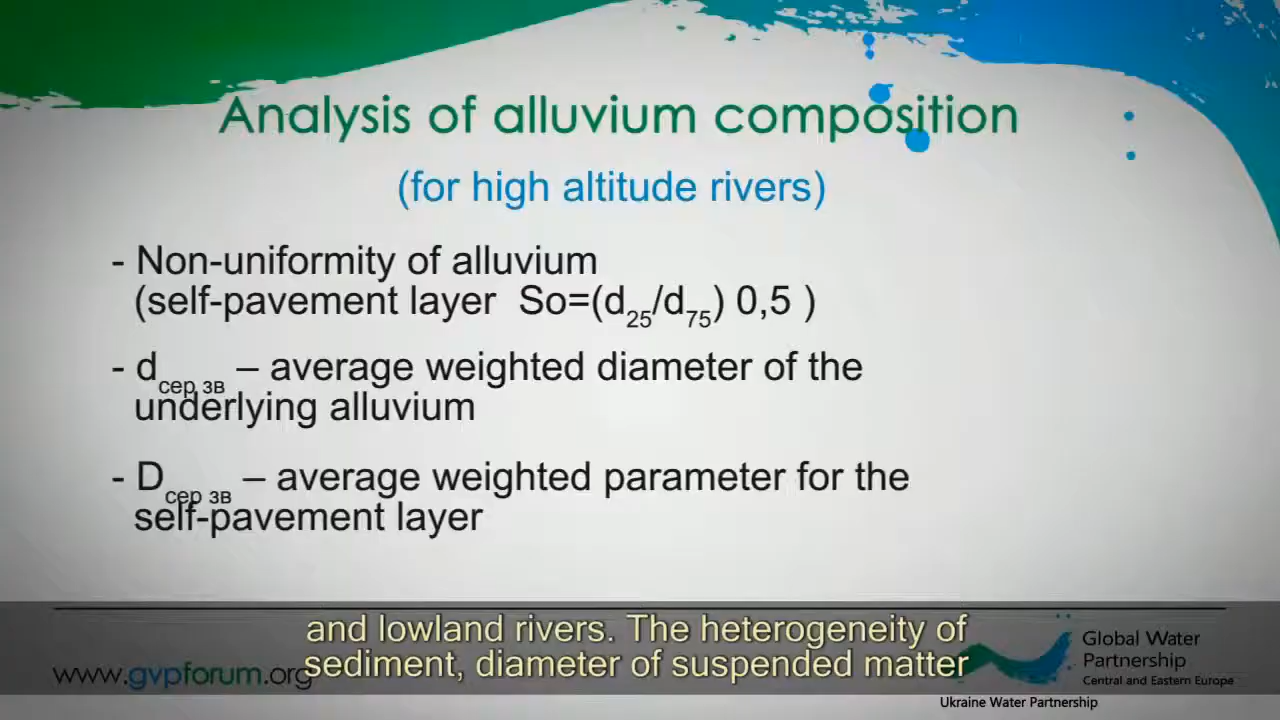 Analysis of alluvium composition
(for high altitude rivers)
- Non-uniformity of alluvium
(self-pavement layer So=(d25/d75) 0,5 )
- dсер зв – average weighted diameter of the
underlying alluvium
- Dсер зв – average weighted parameter for the
self-pavement layer
and lowland rivers. The heterogeneity of
sediment, diameter of suspended matter
www.gvpforum.org
Global Water
Partnership
Central and Eastern Europe
Ukraine Water Partnership